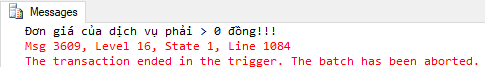 Messages
Đơn giá của dịch vụ phải > 0 đồng!!!
Msg 3609, Level 16, State 1, Line 1084
The transaction ended in the trigger. The batch has been aborted.